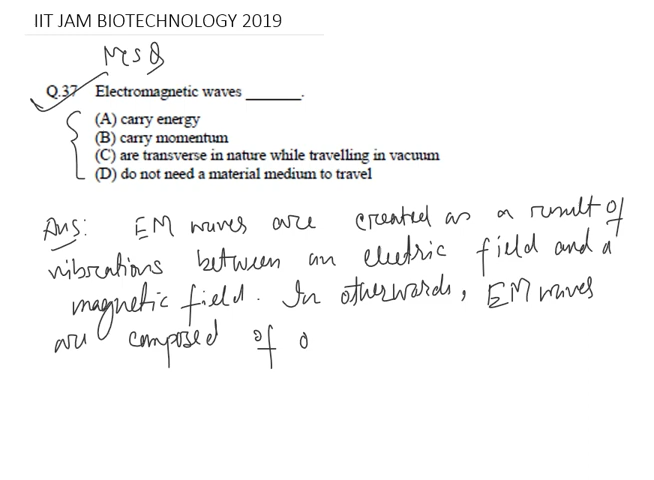 IIT JAM BIOTECHNOLOGY 2019
MSQ
Q.37 Electromagnetic waves ________.
(A) carry energy
(B) carry momentum
(C) are transverse in nature while travelling in vacuum
(D) do not need a material medium to travel
Ans: EM waves are created as a result of
vibrations between an electric field and a
magnetic field. In otherwords, EM waves
are composed of o